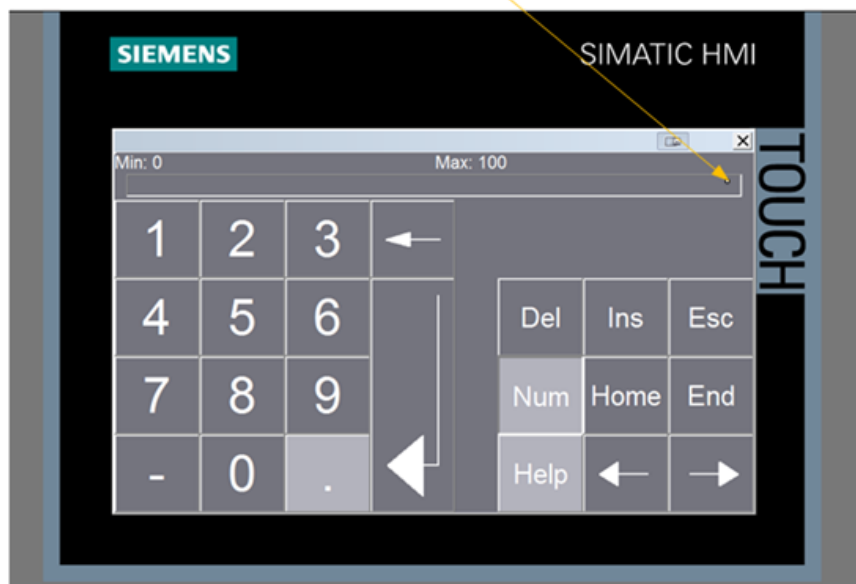 SIEMENS SIMATIC HMI
TOUCH
Min: 0 Max: 100
1 2 3
4 5 6 Del Ins Esc
7 8 9 Num Home End
- 0 . Help